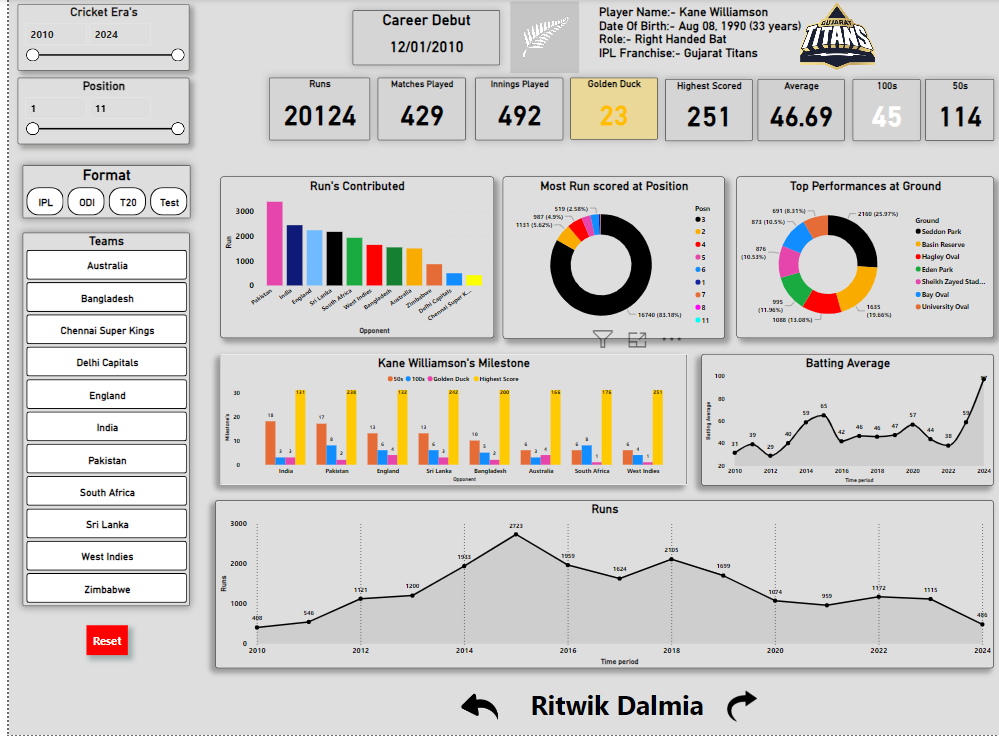 Cricket Era's
2010 2024
Position
1 11
Format
IPL ODI T20 Test
Teams
Australia
Bangladesh
Chennai Super Kings
Delhi Capitals
England
India
Pakistan
South Africa
Sri Lanka
West Indies
Zimbabwe
Reset
Career Debut
12/01/2010
Player Name:- Kane Williamson
Date Of Birth:- Aug 08, 1990 (33 years)
Role:- Right Handed Bat
IPL Franchise:- Gujarat Titans
GUJARAT
TITANS
Runs
20124
Matches Played
429
Innings Played
492
Golden Duck
23
Highest Scored
251
Average
46.69
100s
45
50s
114
Run's Contributed
Run
3000
2000
1000
0
Pakistan
India
England
Sri Lanka
South Africa
West Indies
Bangladesh
Australia
Zimbabwe
Delhi Capitals
Chennai Super K...
Opponent
Most Run scored at Position
519 (2.58%)
987 (4.9%)
1131 (5.62%)
16740 (83.18%)
Posn
3
2
4
5
6
1
7
8
11
Top Performances at Ground
691 (8.31%)
873 (10.5%)
876
(10.53%)
995
(11.96%)
1088 (13.08%)
1635
(19.66%)
2160 (25.97%)
Ground
Seddon Park
Basin Reserve
Hagley Oval
Eden Park
Sheikh Zayed Stad...
Bay Oval
University Oval
Kane Williamson's Milestone
50s 100s Golden Duck Highest Score
Milestone's
30
20
10
0
18 3 3 131
17 8 2 238
13 6 4 132
13 6 3 242
10 5 2 200
6 3 4 166
6 8 1 176
6 4 1 251
India Pakistan England Sri Lanka Bangladesh Australia South Africa West Indies
Opponent
Batting Average
Batting Average
100
80
60
40
20
31 39 29 40 59 65 42 46 46 47 57 44 38 59 97
2010 2012 2014 2016 2018 2020 2022 2024
Time period
Runs
Runs
3000
2000
1000
0
408 546 1121 1200 1933 2723 1959 1624 2105 1699 1074 959 1172 1115 486
2010 2012 2014 2016 2018 2020 2022 2024
Time period
Ritwik Dalmia